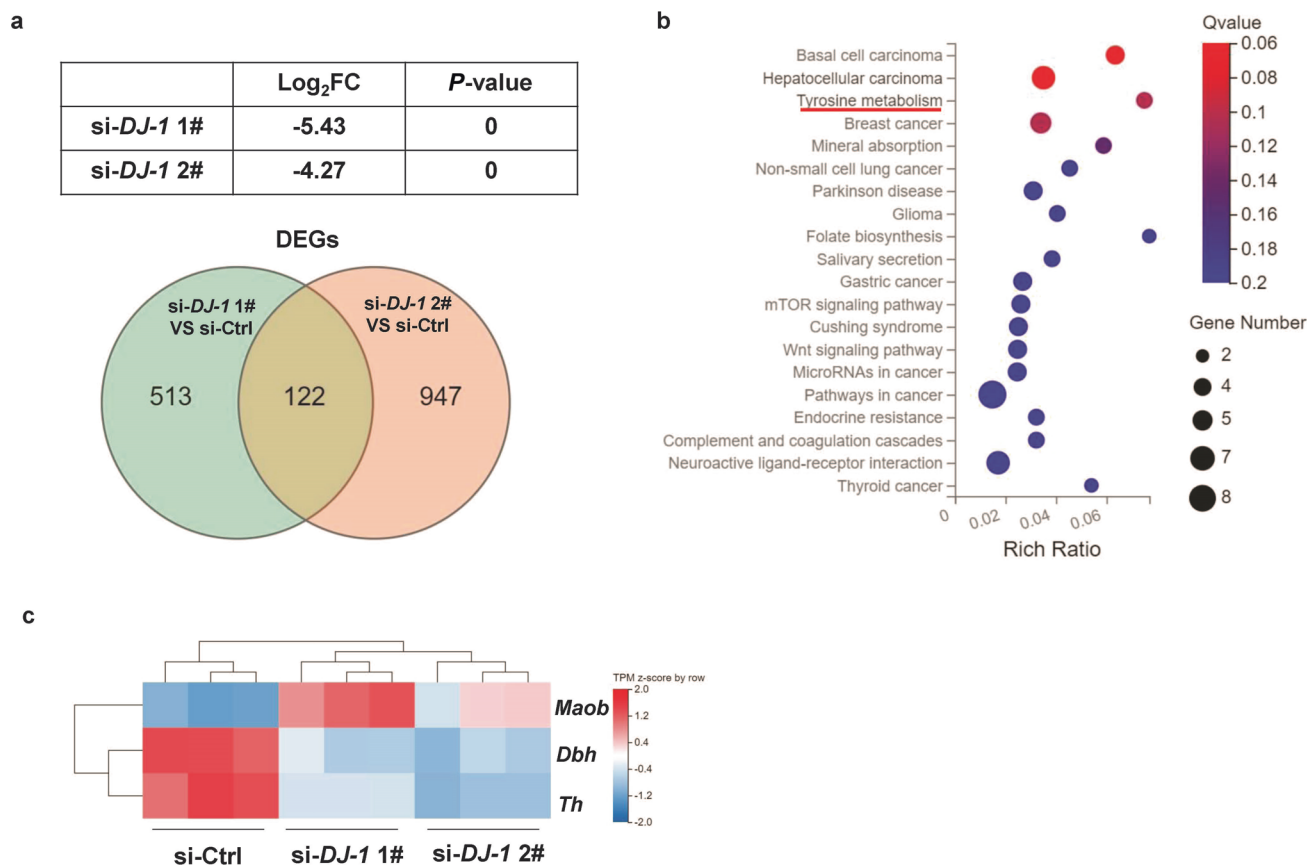 a
Log₂FC
P-value
si-DJ-1 1#
-5.43
0
si-DJ-1 2#
-4.27
0
DEGs
si-DJ-1 1#
VS si-Ctrl
si-DJ-1 2#
VS si-Ctrl
513
122
947
b
Basal cell carcinoma
Hepatocellular carcinoma
Tyrosine metabolism
Breast cancer
Mineral absorption
Non-small cell lung cancer
Parkinson disease
Glioma
Folate biosynthesis
Salivary secretion
Gastric cancer
mTOR signaling pathway
Cushing syndrome
Wnt signaling pathway
MicroRNAs in cancer
Pathways in cancer
Endocrine resistance
Complement and coagulation cascades
Neuroactive ligand-receptor interaction
Thyroid cancer
0
0.02
0.04
0.06
Rich Ratio
Qvalue
0.06
0.08
0.1
0.12
0.14
0.16
0.18
0.2
Gene Number
2
4
5
7
8
c
TPM z-score by row
2.0
1.2
0.4
-0.4
-1.2
-2.0
Maob
Dbh
Th
si-Ctrl
si-DJ-1 1#
si-DJ-1 2#